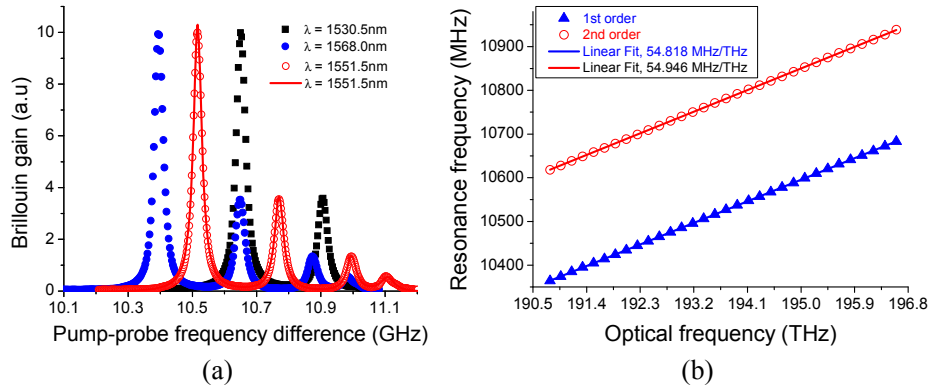 10
8
6
4
2
0
Brillouin gain (a.u)
λ = 1530.5nm
λ = 1568.0nm
λ = 1551.5nm
λ = 1551.5nm
10.1 10.3 10.5 10.7 10.9 11.1
Pump-probe frequency difference (GHz)
(a)
1st order
2nd order
Linear Fit, 54.818 MHz/THz
Linear Fit, 54.946 MHz/THz
10900
10800
10700
10600
10500
10400
Resonance frequency (MHz)
190.5 191.4 192.3 193.2 194.1 195.0 195.9 196.8
Optical frequency (THz)
(b)